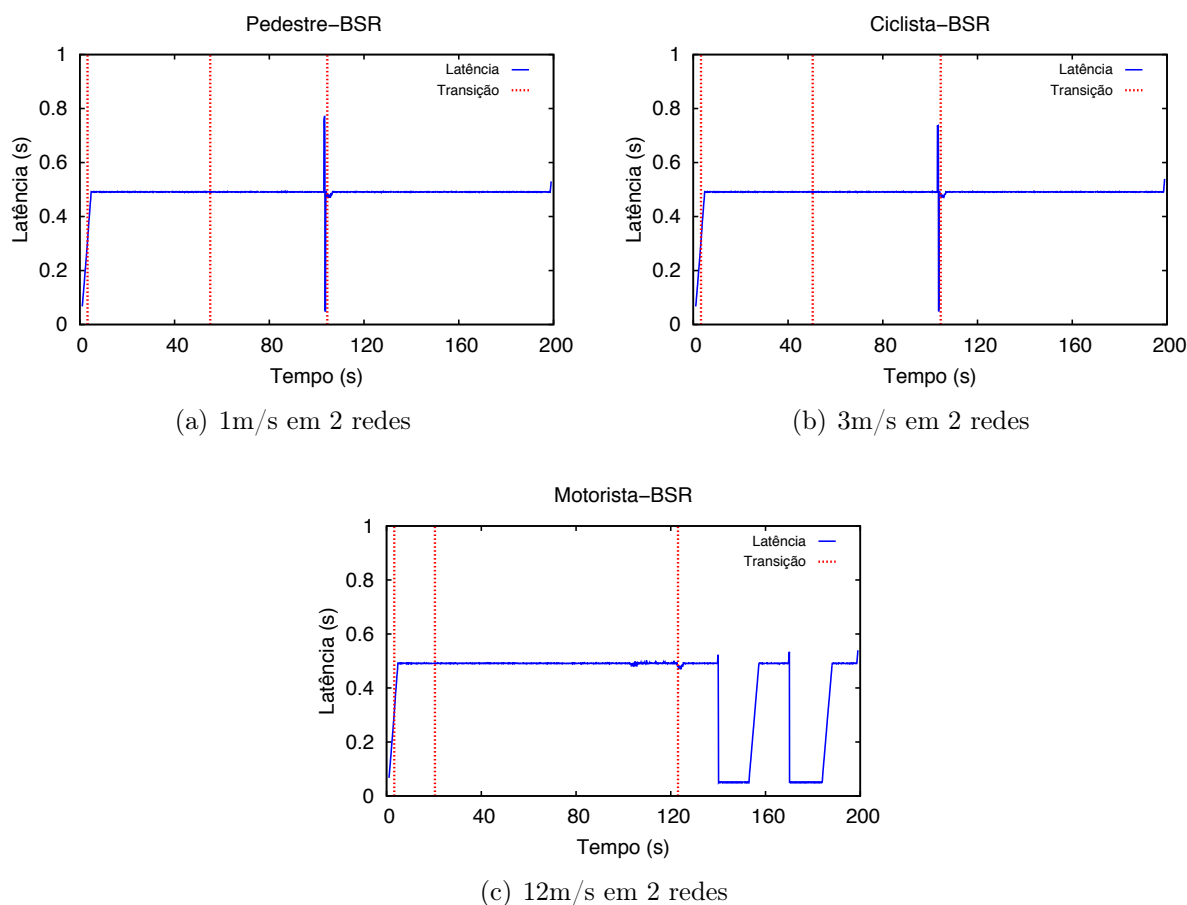 Pedestre−BSR
1
0.8
0.6
0.4
0.2
0
0 40 80 120 160 200
Latência (s)
Tempo (s)
Latência
Transição
(a) 1m/s em 2 redes
Ciclista−BSR
1
0.8
0.6
0.4
0.2
0
0 40 80 120 160 200
Latência (s)
Tempo (s)
Latência
Transição
(b) 3m/s em 2 redes
Motorista−BSR
1
0.8
0.6
0.4
0.2
0
0 40 80 120 160 200
Latência (s)
Tempo (s)
Latência
Transição
(c) 12m/s em 2 redes